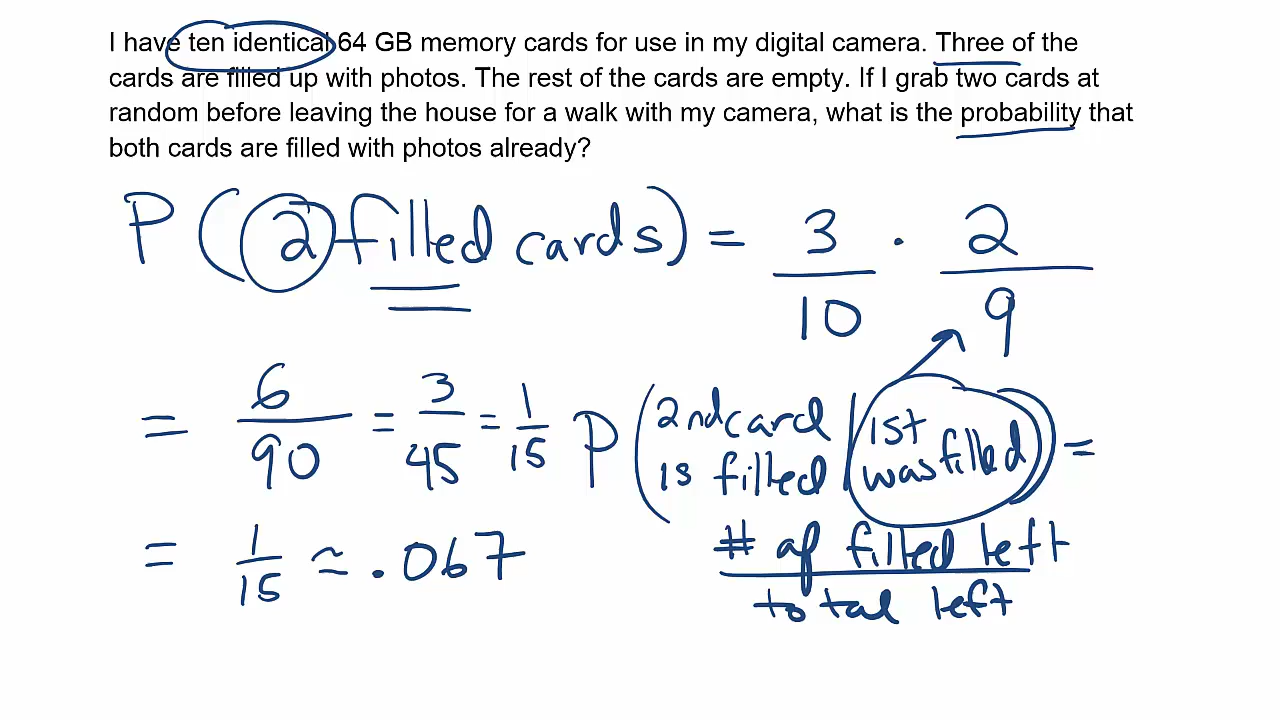 I have ten identical 64 GB memory cards for use in my digital camera. Three of the
cards are filled up with photos. The rest of the cards are empty. If I grab two cards at
random before leaving the house for a walk with my camera, what is the probability that
both cards are filled with photos already?
P (2 filled cards) = 3/10 · 2/9
= 6/90 = 3/45 = 1/15
P (2nd card is filled | 1st was filled) =
# of filled left / total left
= 1/15 ≈ .067